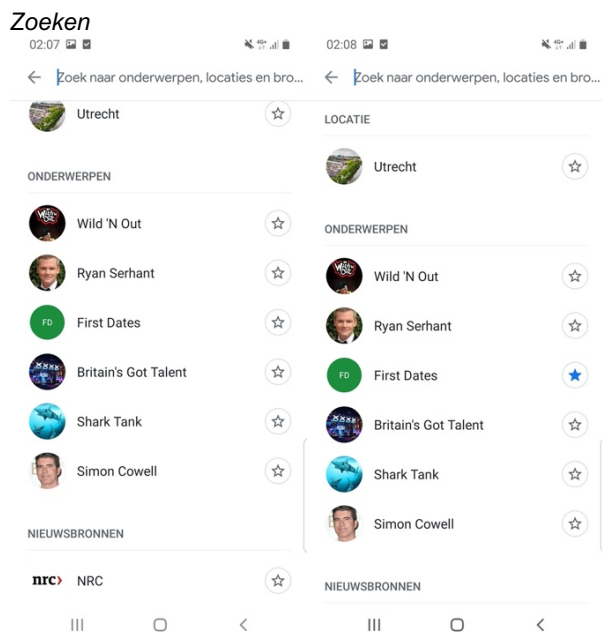 Zoeken
02:07
4G+
Zoek naar onderwerpen, locaties en bro...
Utrecht
ONDERWERPEN
Wild 'N Out
Ryan Serhant
FD First Dates
Britain's Got Talent
Shark Tank
Simon Cowell
NIEUWSBRONNEN
nrc> NRC
02:08
4G+
Zoek naar onderwerpen, locaties en bro...
LOCATIE
Utrecht
ONDERWERPEN
Wild 'N Out
Ryan Serhant
FD First Dates
Britain's Got Talent
Shark Tank
Simon Cowell
NIEUWSBRONNEN